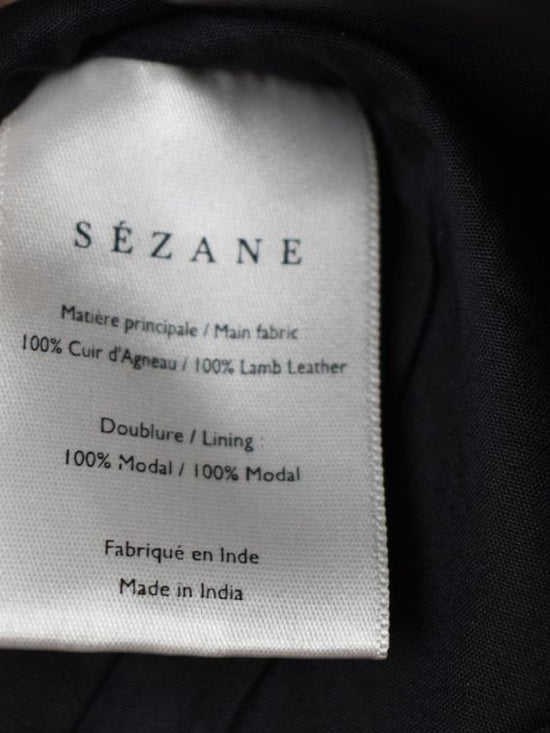 SÉZANE
Matière principale / Main fabric
100% Cuir d'Agneau / 100% Lamb Leather
Doublure / Lining :
100% Modal / 100% Modal
Fabriqué en Inde
Made in India